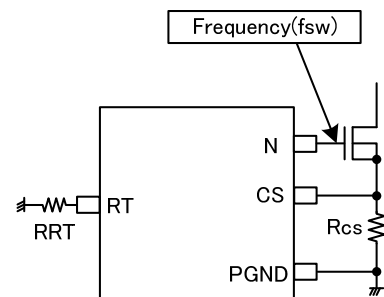 Frequency(fsw)
N
CS
RT
RRT
Rcs
PGND